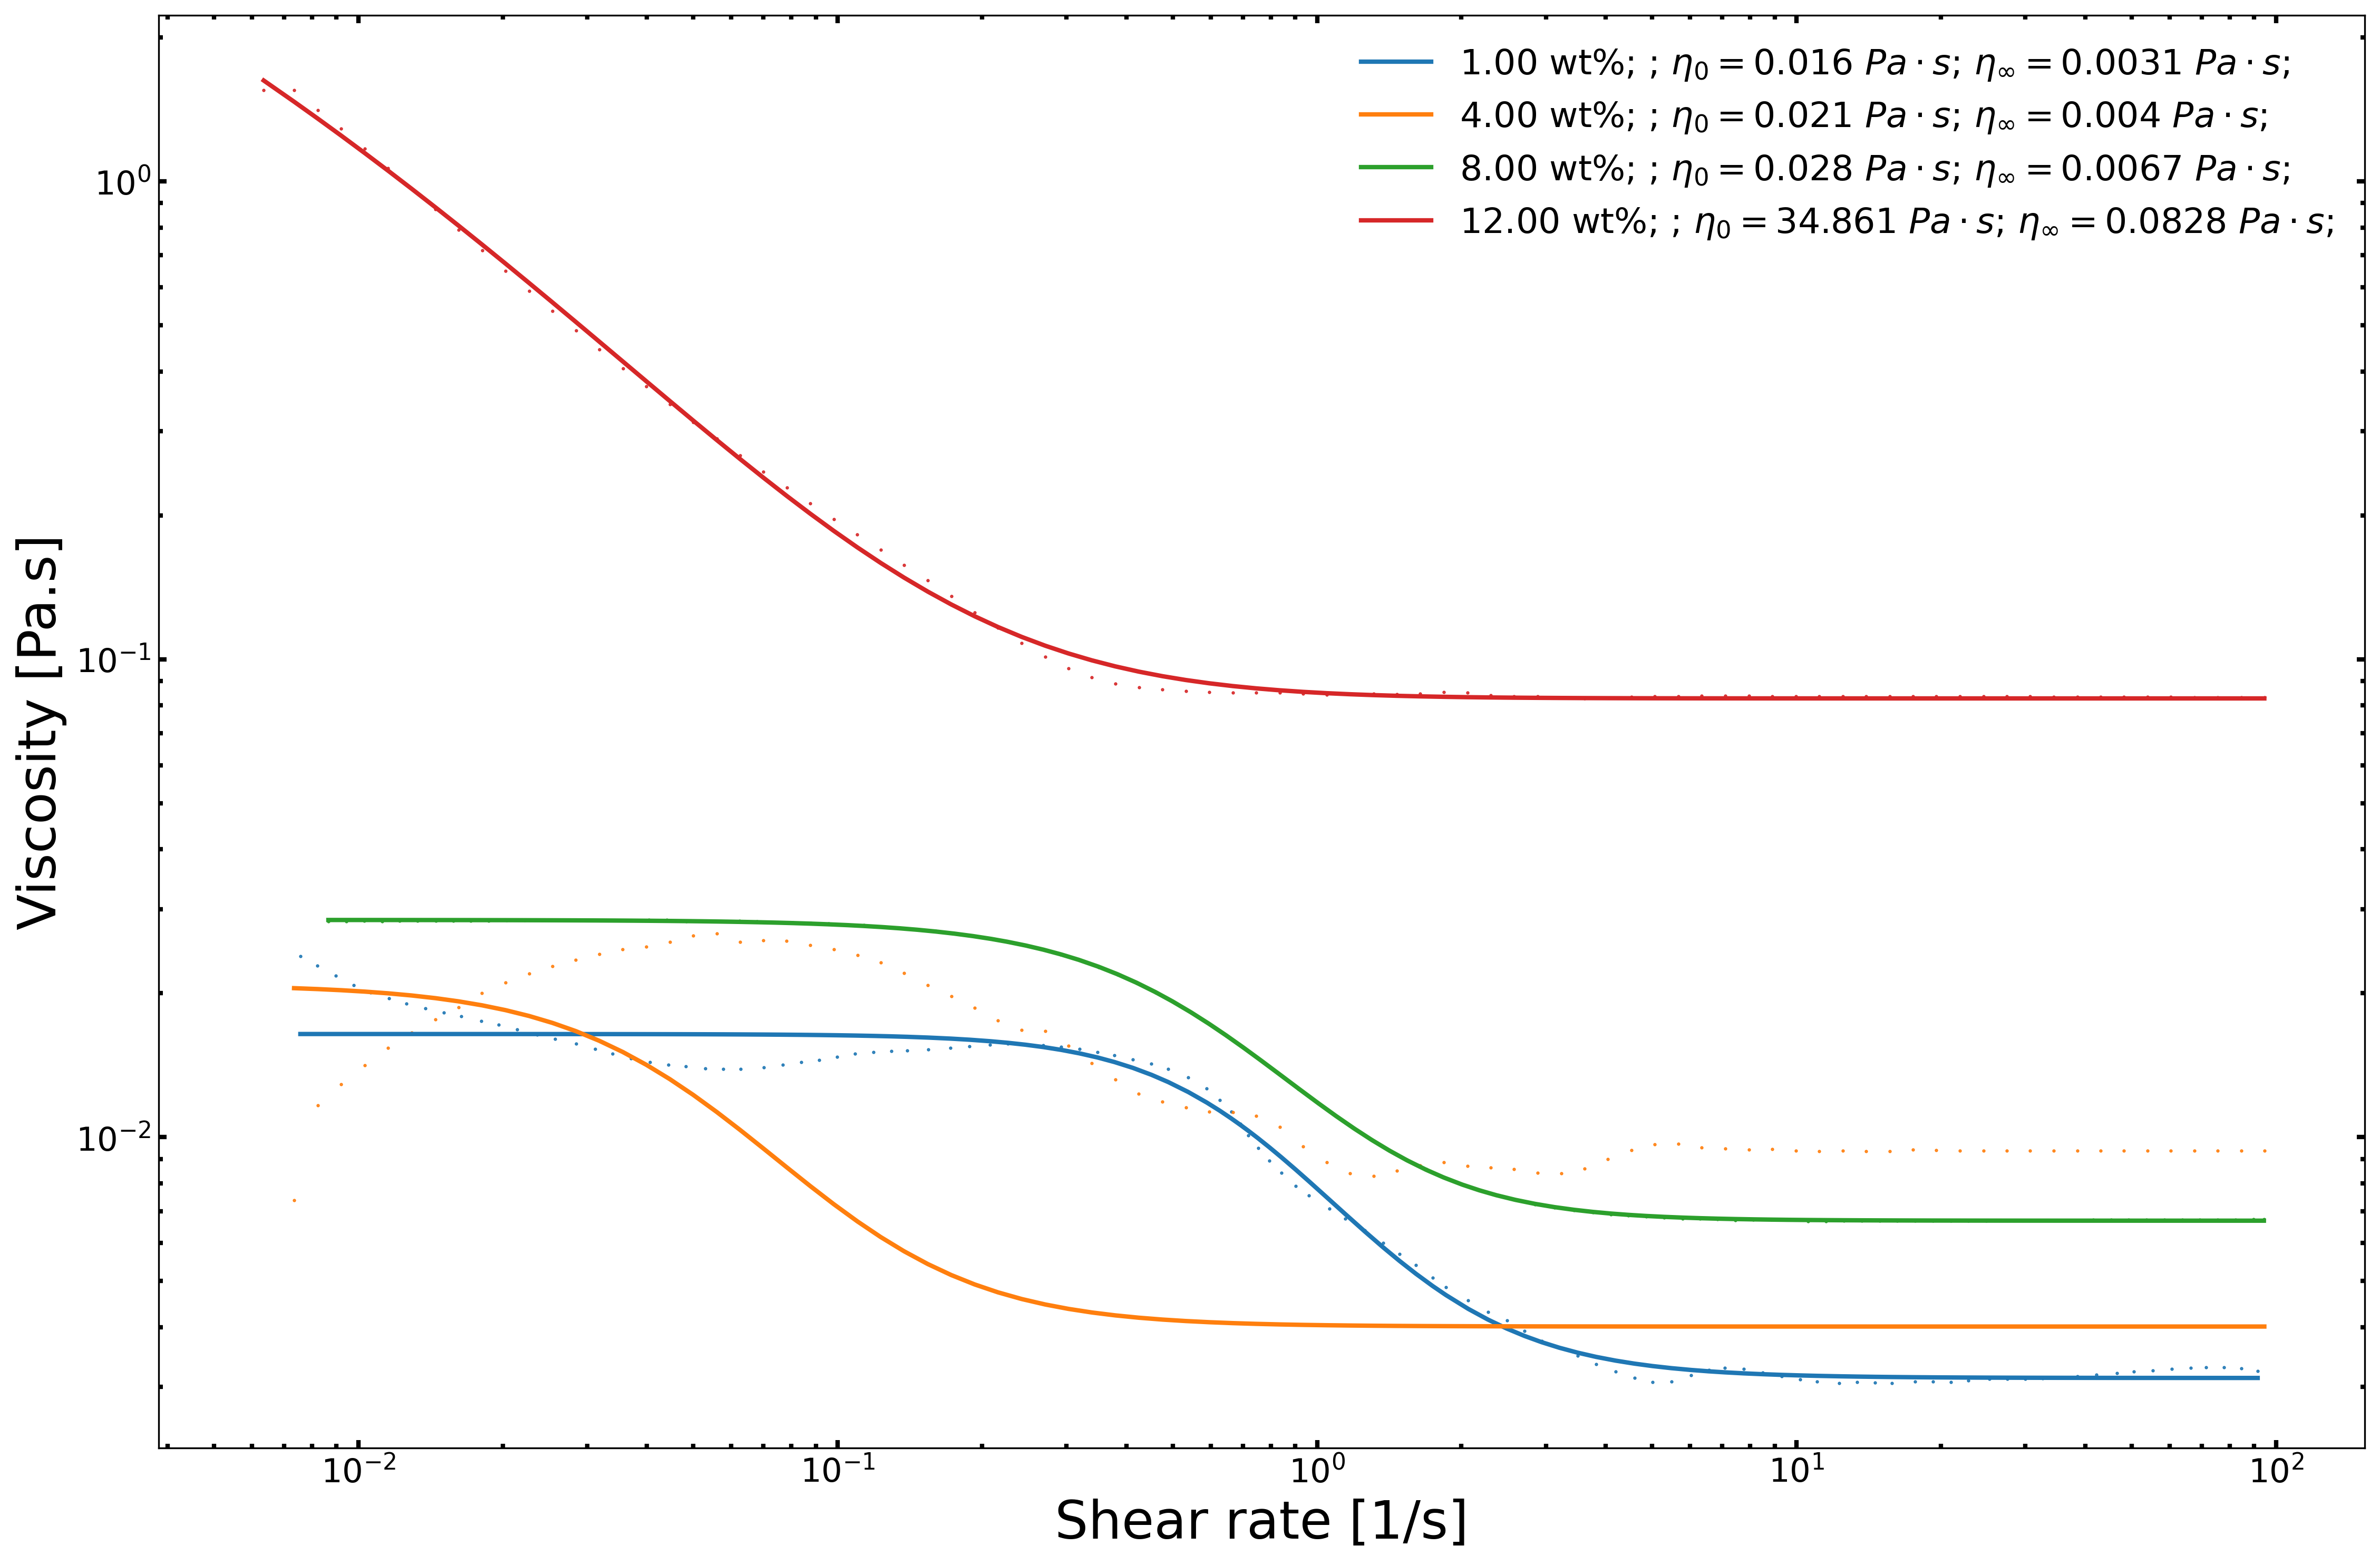 1.00 wt%; ; η₀ = 0.016 Pa · s; η∞ = 0.0031 Pa · s;
4.00 wt%; ; η₀ = 0.021 Pa · s; η∞ = 0.004 Pa · s;
8.00 wt%; ; η₀ = 0.028 Pa · s; η∞ = 0.0067 Pa · s;
12.00 wt%; ; η₀ = 34.861 Pa · s; η∞ = 0.0828 Pa · s;
Viscosity [Pa.s]
10⁰
10⁻¹
10⁻²
10⁻² 10⁻¹ 10⁰ 10¹ 10²
Shear rate [1/s]